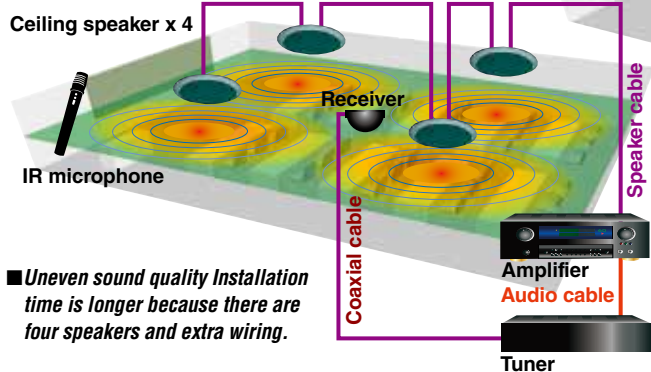 Ceiling speaker x 4
Receiver
IR microphone
Speaker cable
Coaxial cable
Amplifier
Audio cable
Tuner
■Uneven sound quality Installation
time is longer because there are
four speakers and extra wiring.